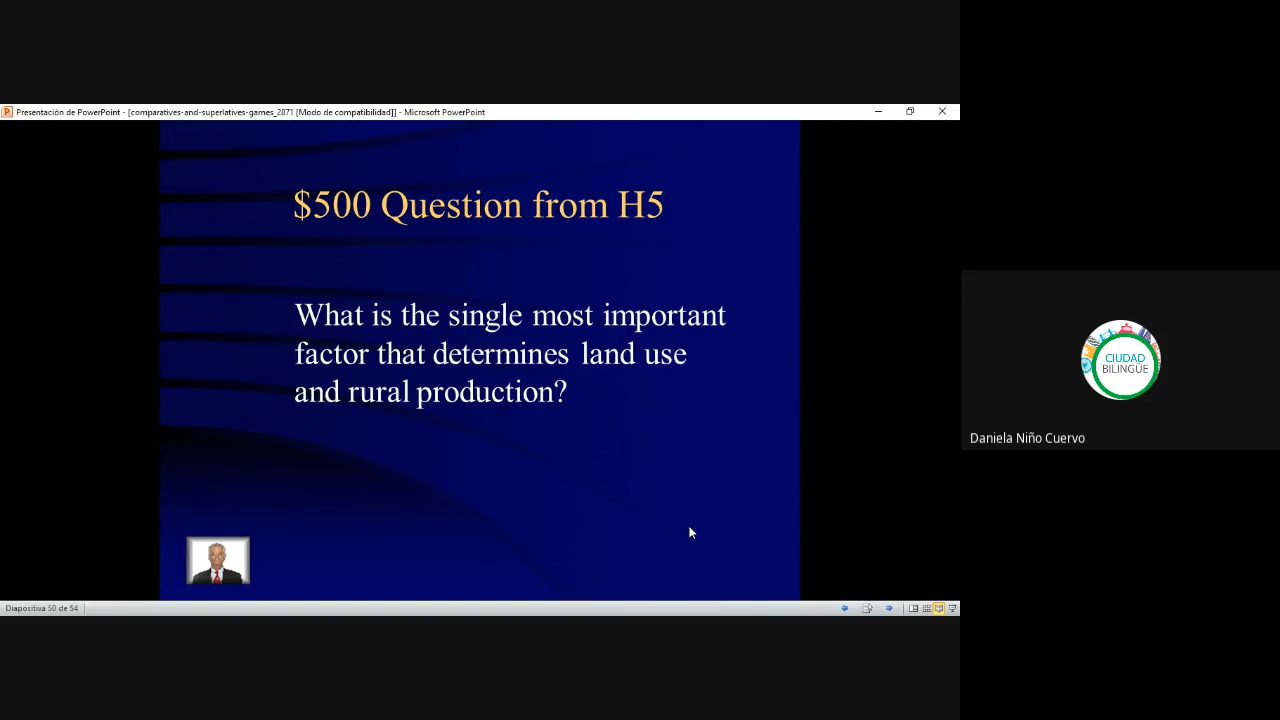 Presentación de PowerPoint - [comparatives-and-superlatives-games_2871 [Modo de compatibilidad]] - Microsoft PowerPoint
$500 Question from H5
What is the single most important
factor that determines land use
and rural production?
CIUDAD
BILINGÜE
Daniela Niño Cuervo
Diapositiva 50 de 54